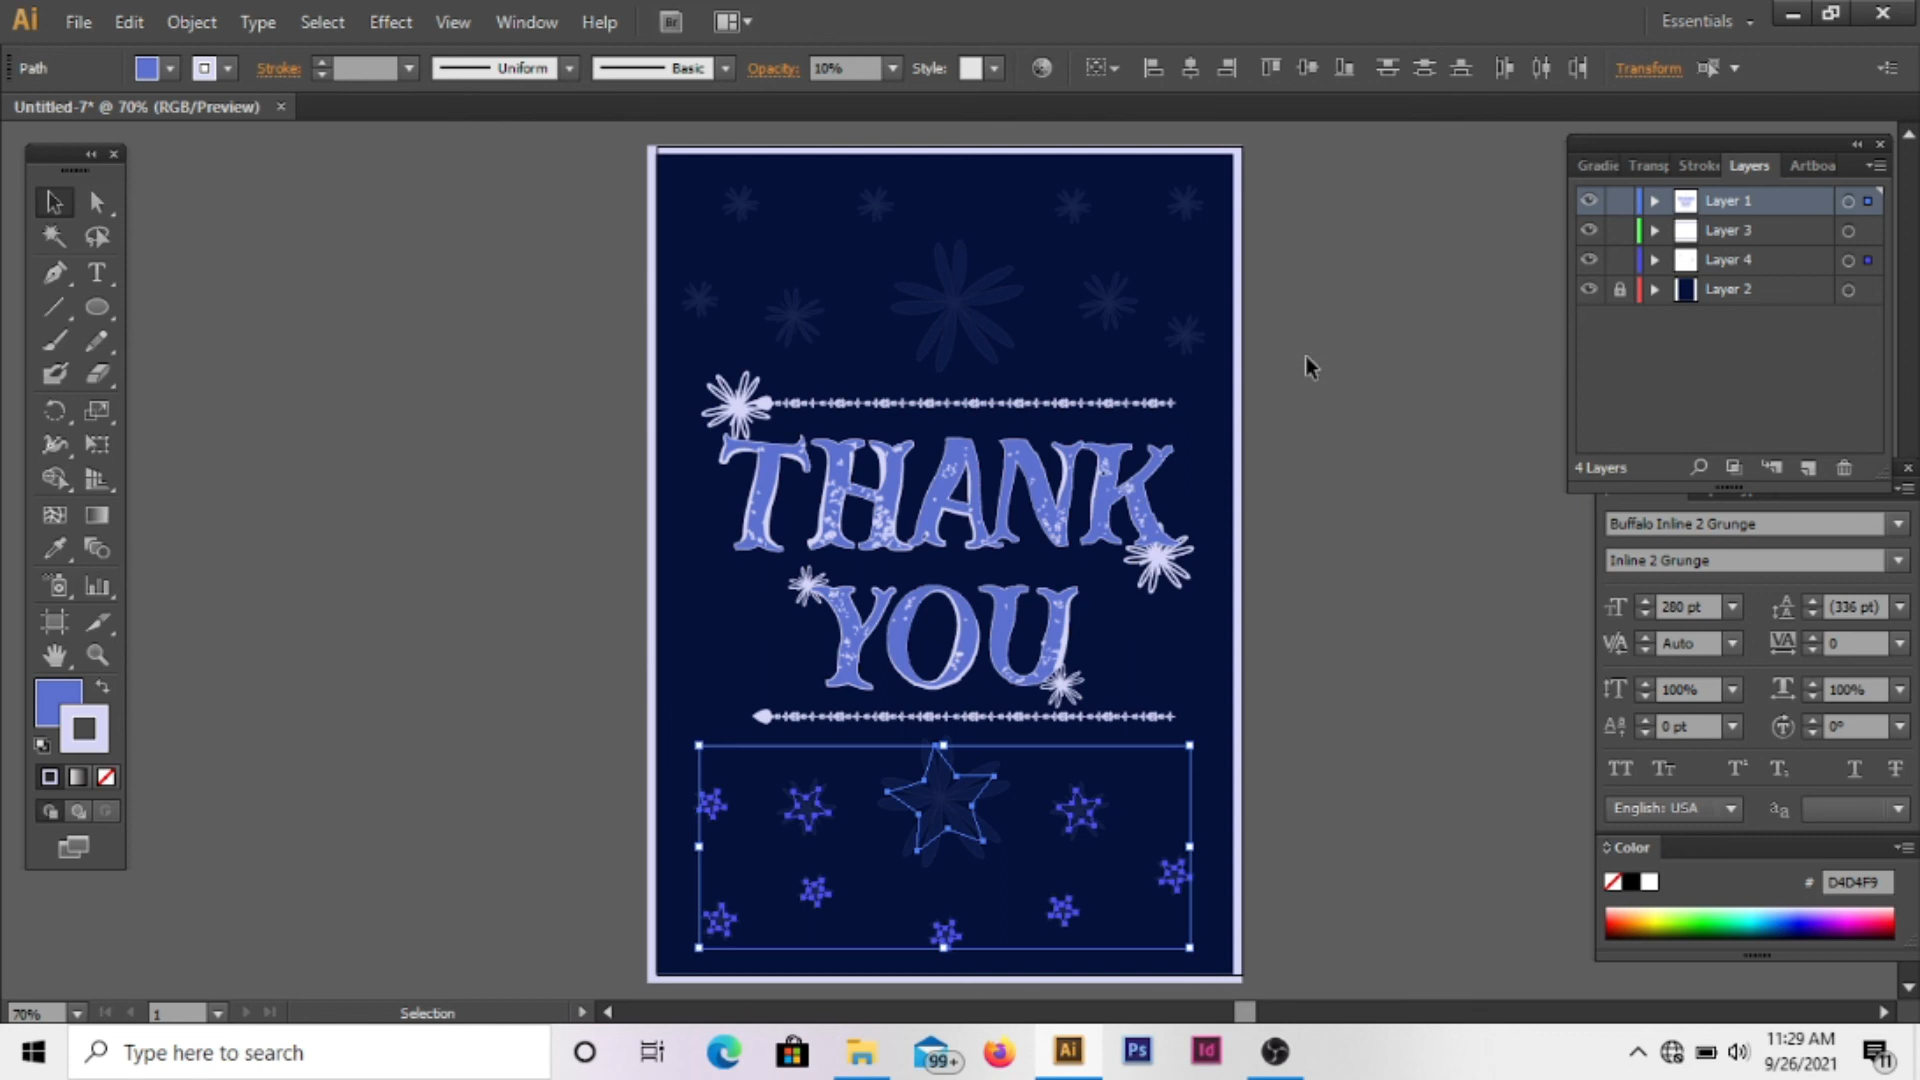 Ai File Edit Object Type Select Effect View Window Help Br Essentials
Path Stroke: Uniform Basic Opacity: 10% Style: Transform
Untitled-7* @ 70% (RGB/Preview)
Gradie Transp Stroke Layers Artboa
Layer 1
Layer 3
Layer 4
Layer 2
4 Layers
THANK
YOU
Buffalo Inline 2 Grunge
Inline 2 Grunge
280 pt (336 pt)
Auto 0
100% 100%
0 pt 0°
English: USA
Color
# D4D4F9
70% 1 Selection
Type here to search
99+
Ai Ps Id
11:29 AM
9/26/2021
11